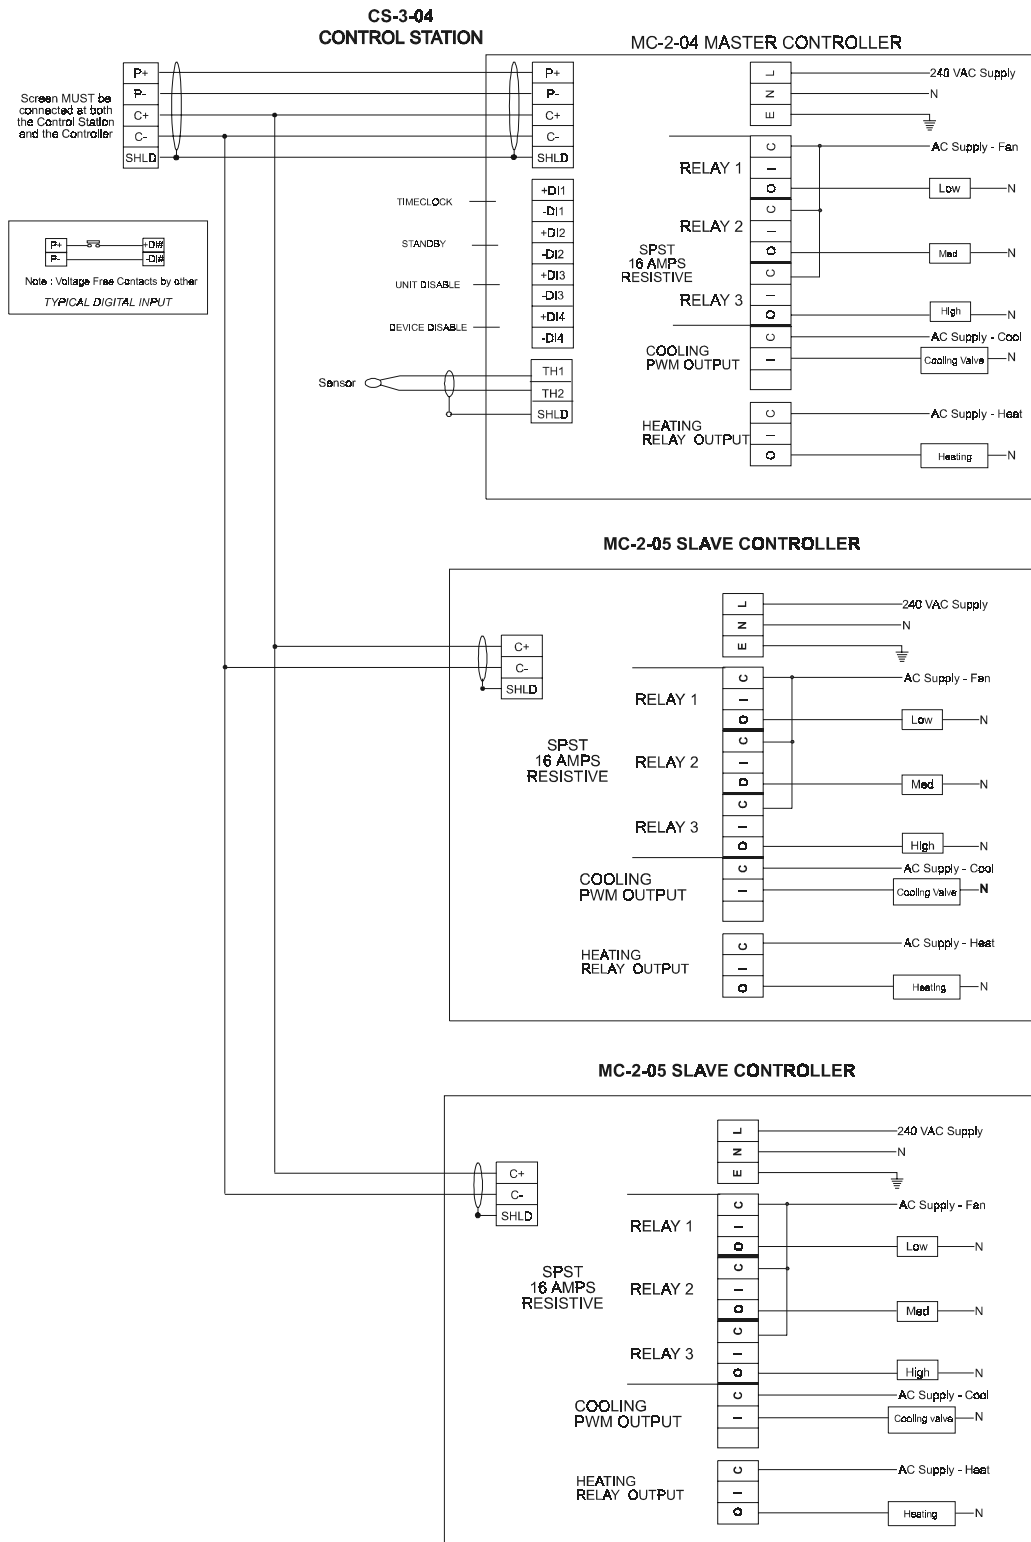 CS-3-04
CONTROL STATION
MC-2-04 MASTER CONTROLLER
Screen MUST be
connected at both
the Control Station
and the Controller
P+
P-
C+
C-
SHLD
P+
P-
C+
C-
SHLD
P+
P-
+DI#
-DI#
Note : Voltage Free Contacts by other
TYPICAL DIGITAL INPUT
TIMECLOCK
STANDBY
UNIT DISABLE
DEVICE DISABLE
+DI1
-DI1
+DI2
-DI2
+DI3
-DI3
+DI4
-DI4
Sensor
TH1
TH2
SHLD
L
N
E
240 VAC Supply
N
RELAY 1
RELAY 2
SPST
16 AMPS
RESISTIVE
RELAY 3
C
I
O
C
I
O
C
I
O
C
I
AC Supply - Fan
Low
N
Med
N
High
N
COOLING
PWM OUTPUT
AC Supply - Cool
Cooling Valve
N
HEATING
RELAY OUTPUT
C
I
O
AC Supply - Heat
Heating
N
MC-2-05 SLAVE CONTROLLER
C+
C-
SHLD
L
N
E
240 VAC Supply
N
RELAY 1
SPST
16 AMPS
RESISTIVE
RELAY 2
RELAY 3
C
I
O
C
I
D
C
I
O
C
I
AC Supply - Fan
Low
N
Med
N
High
N
COOLING
PWM OUTPUT
AC Supply - Cool
Cooling Valve
N
HEATING
RELAY OUTPUT
C
I
O
AC Supply - Heat
Heating
N
MC-2-05 SLAVE CONTROLLER
C+
C-
SHLD
L
N
E
240 VAC Supply
N
RELAY 1
SPST
16 AMPS
RESISTIVE
RELAY 2
RELAY 3
C
I
O
C
I
O
C
I
O
C
I
AC Supply - Fan
Low
N
Med
N
High
N
COOLING
PWM OUTPUT
AC Supply - Cool
Cooling valve
N
HEATING
RELAY OUTPUT
C
I
O
AC Supply - Heat
Heating
N